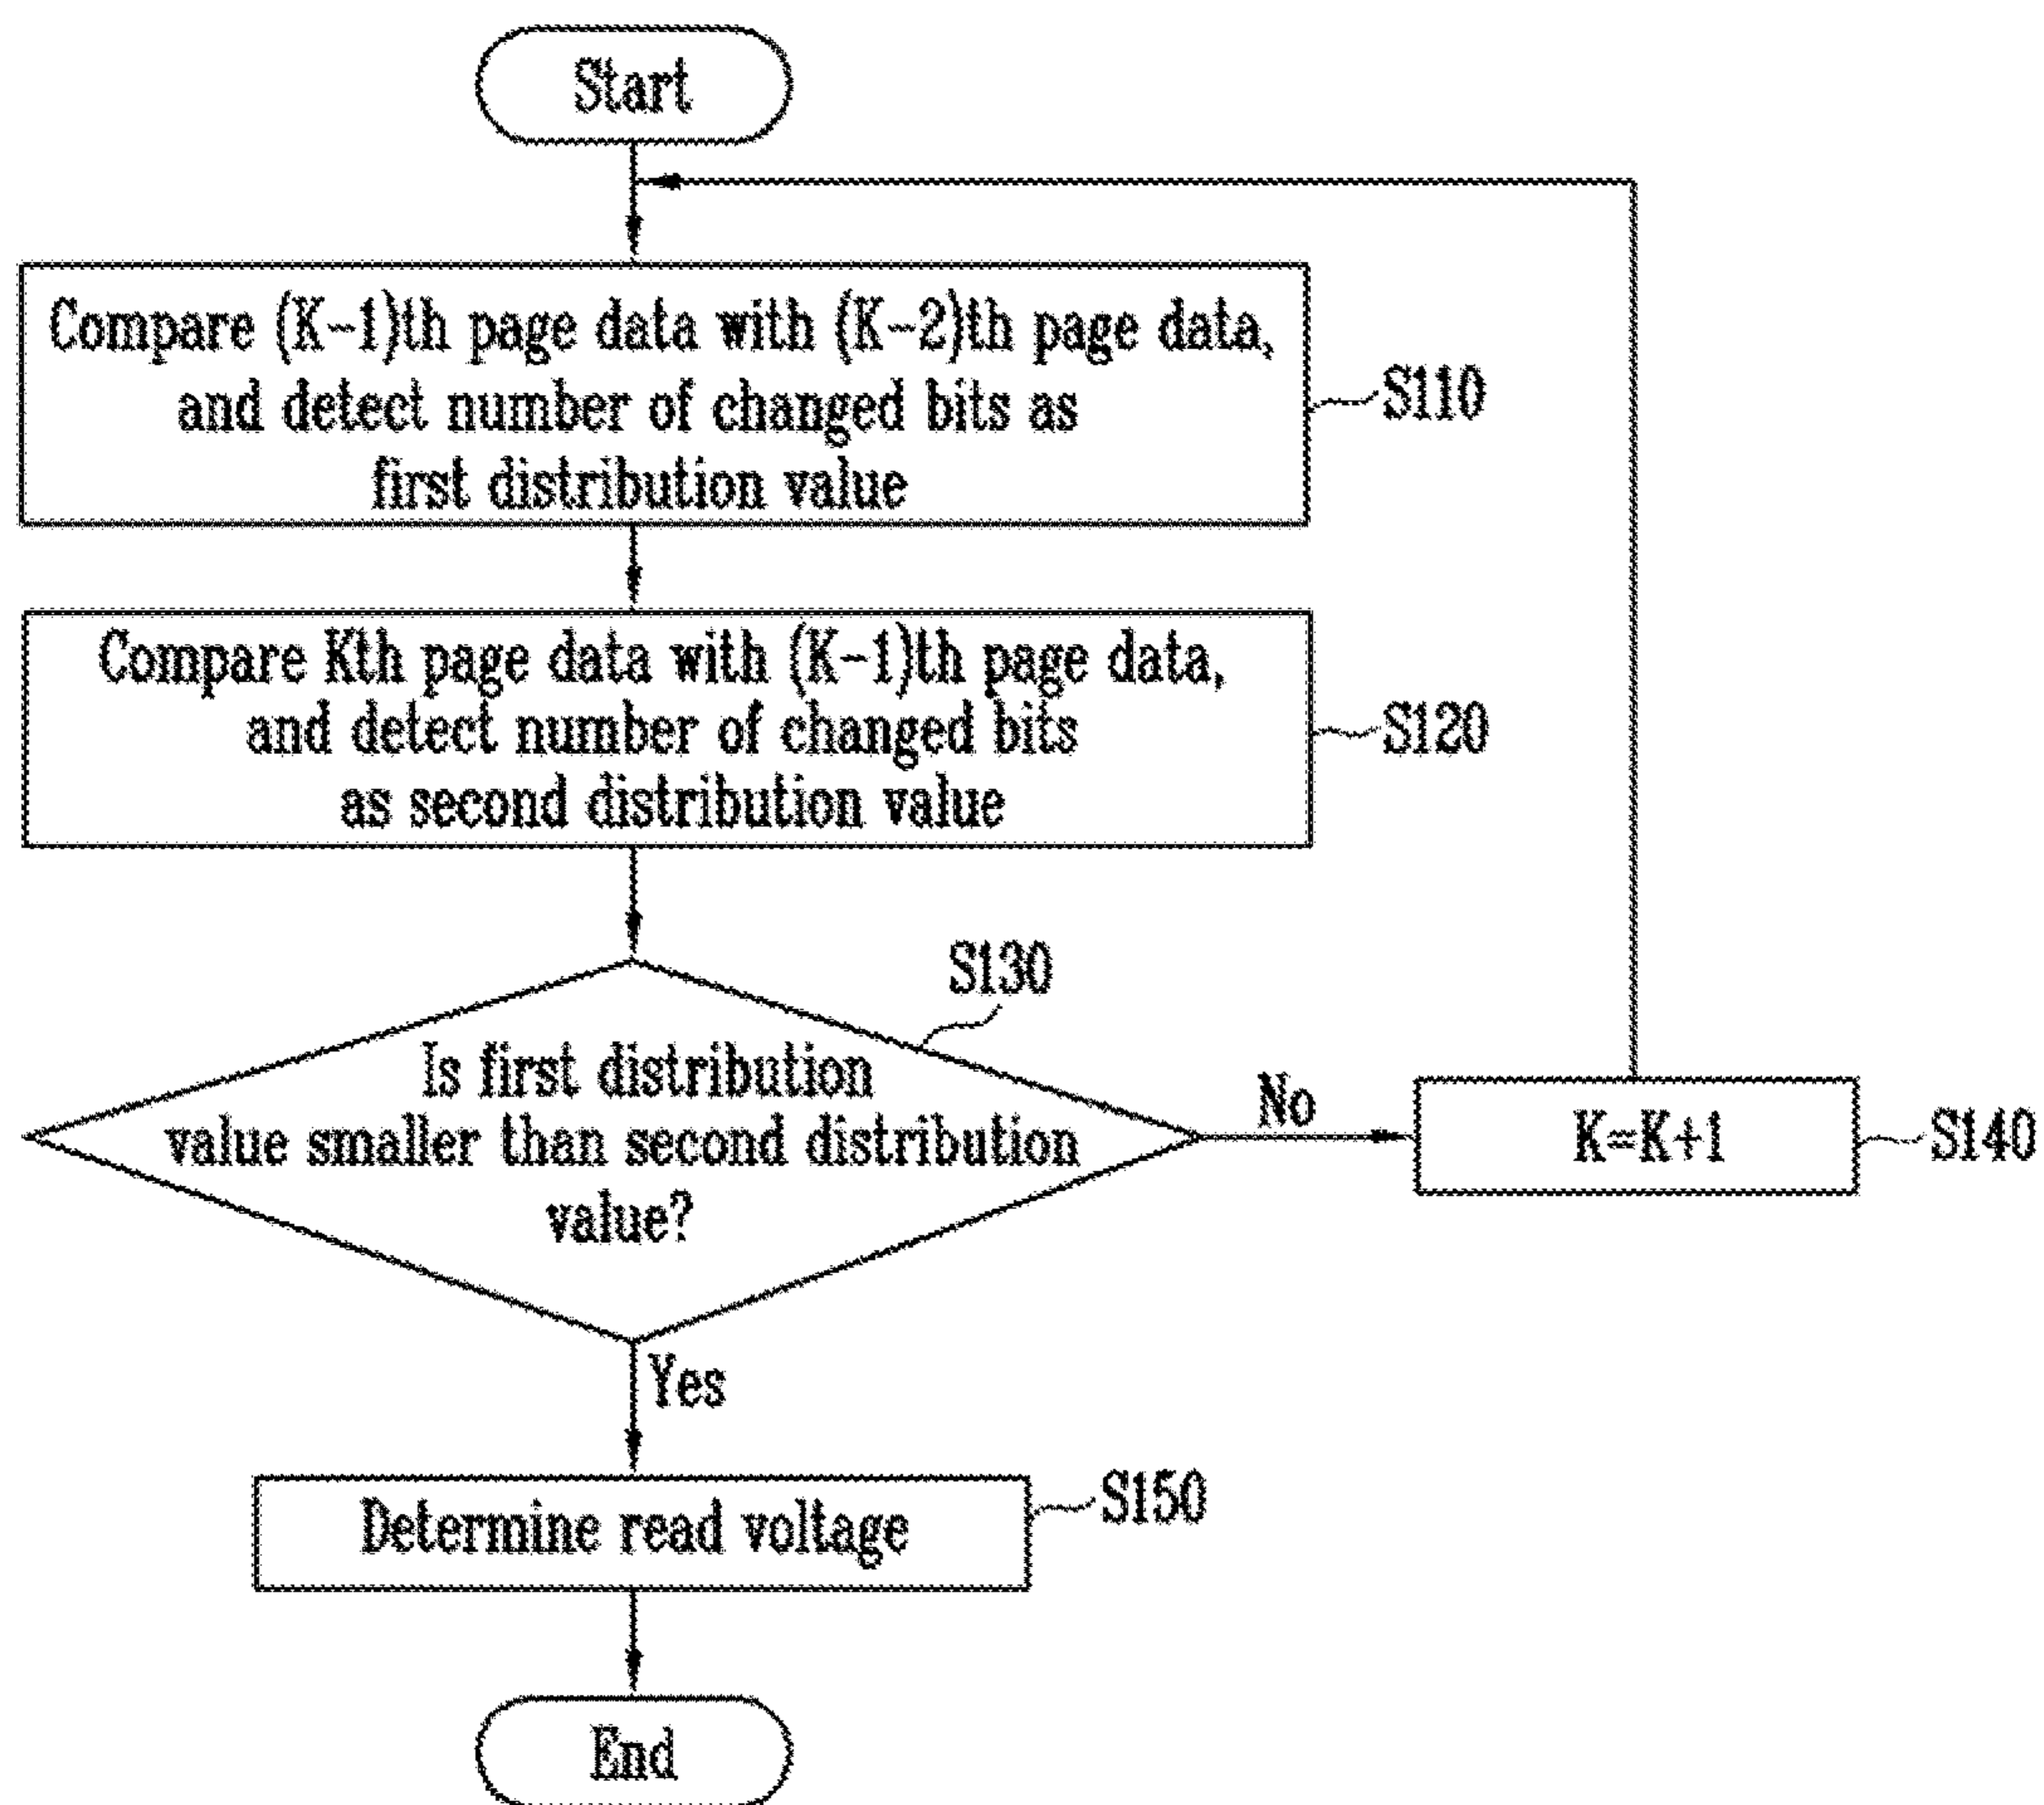 Start
Compare (K-1)th page data with (K-2)th page data,
and detect number of changed bits as
first distribution value
S110
Compare Kth page data with (K-1)th page data,
and detect number of changed bits
as second distribution value
S120
S130
Is first distribution
value smaller than second distribution
value?
No
K=K+1
S140
Yes
Determine read voltage
S150
End